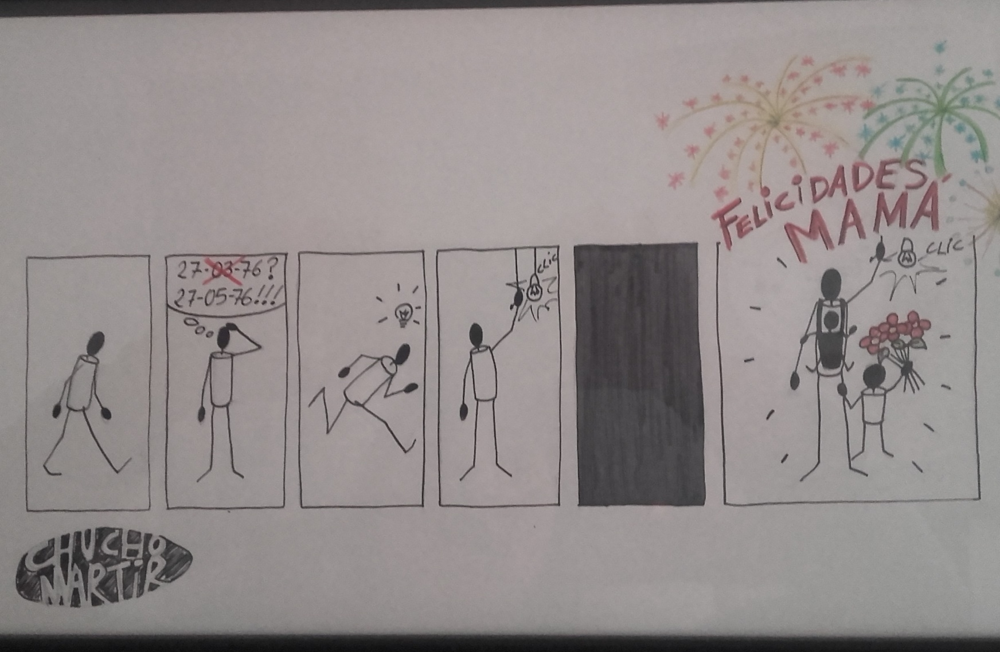 27-03-76?
27-05-76!!!
CLIC
FELICIDADES
MAMÁ
CLIC
CHUCHO
MARTIR